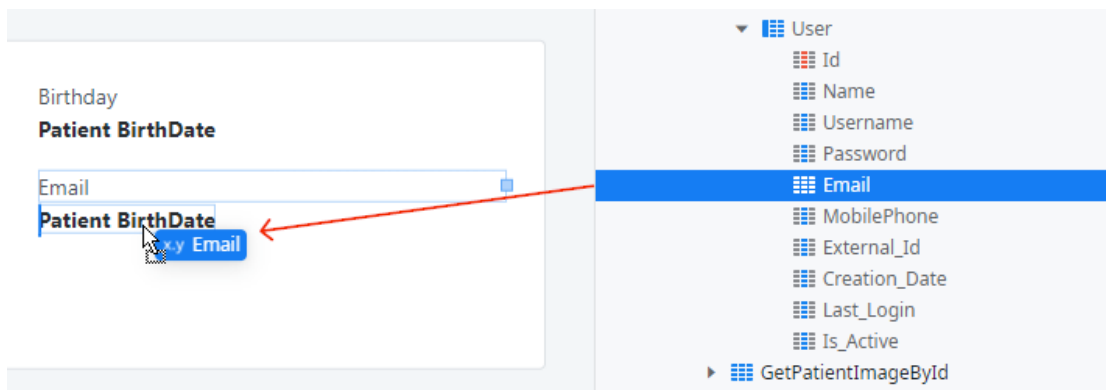 Birthday
Patient BirthDate
Email
Patient BirthDate
x.y Email
User
Id
Name
Username
Password
Email
MobilePhone
External_Id
Creation_Date
Last_Login
Is_Active
GetPatientImageById